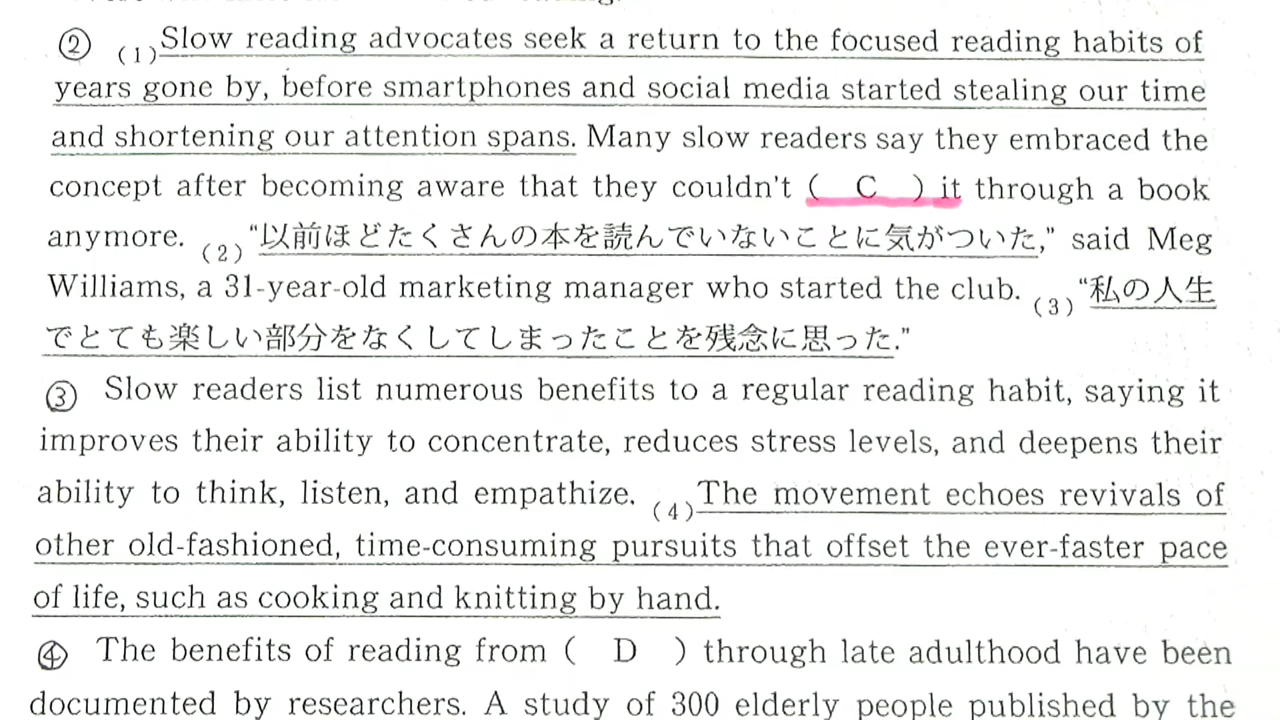 ② (1)Slow reading advocates seek a return to the focused reading habits of
years gone by, before smartphones and social media started stealing our time
and shortening our attention spans. Many slow readers say they embraced the
concept after becoming aware that they couldn't ( C ) it through a book
anymore. (2)"以前ほどたくさんの本を読んでいないことに気がついた," said Meg
Williams, a 31-year-old marketing manager who started the club. (3)"私の人生
でとても楽しい部分をなくしてしまったことを残念に思った."
③ Slow readers list numerous benefits to a regular reading habit, saying it
improves their ability to concentrate, reduces stress levels, and deepens their
ability to think, listen, and empathize. (4)The movement echoes revivals of
other old-fashioned, time-consuming pursuits that offset the ever-faster pace
of life, such as cooking and knitting by hand.
④ The benefits of reading from ( D ) through late adulthood have been
documented by researchers. A study of 300 elderly people published by the